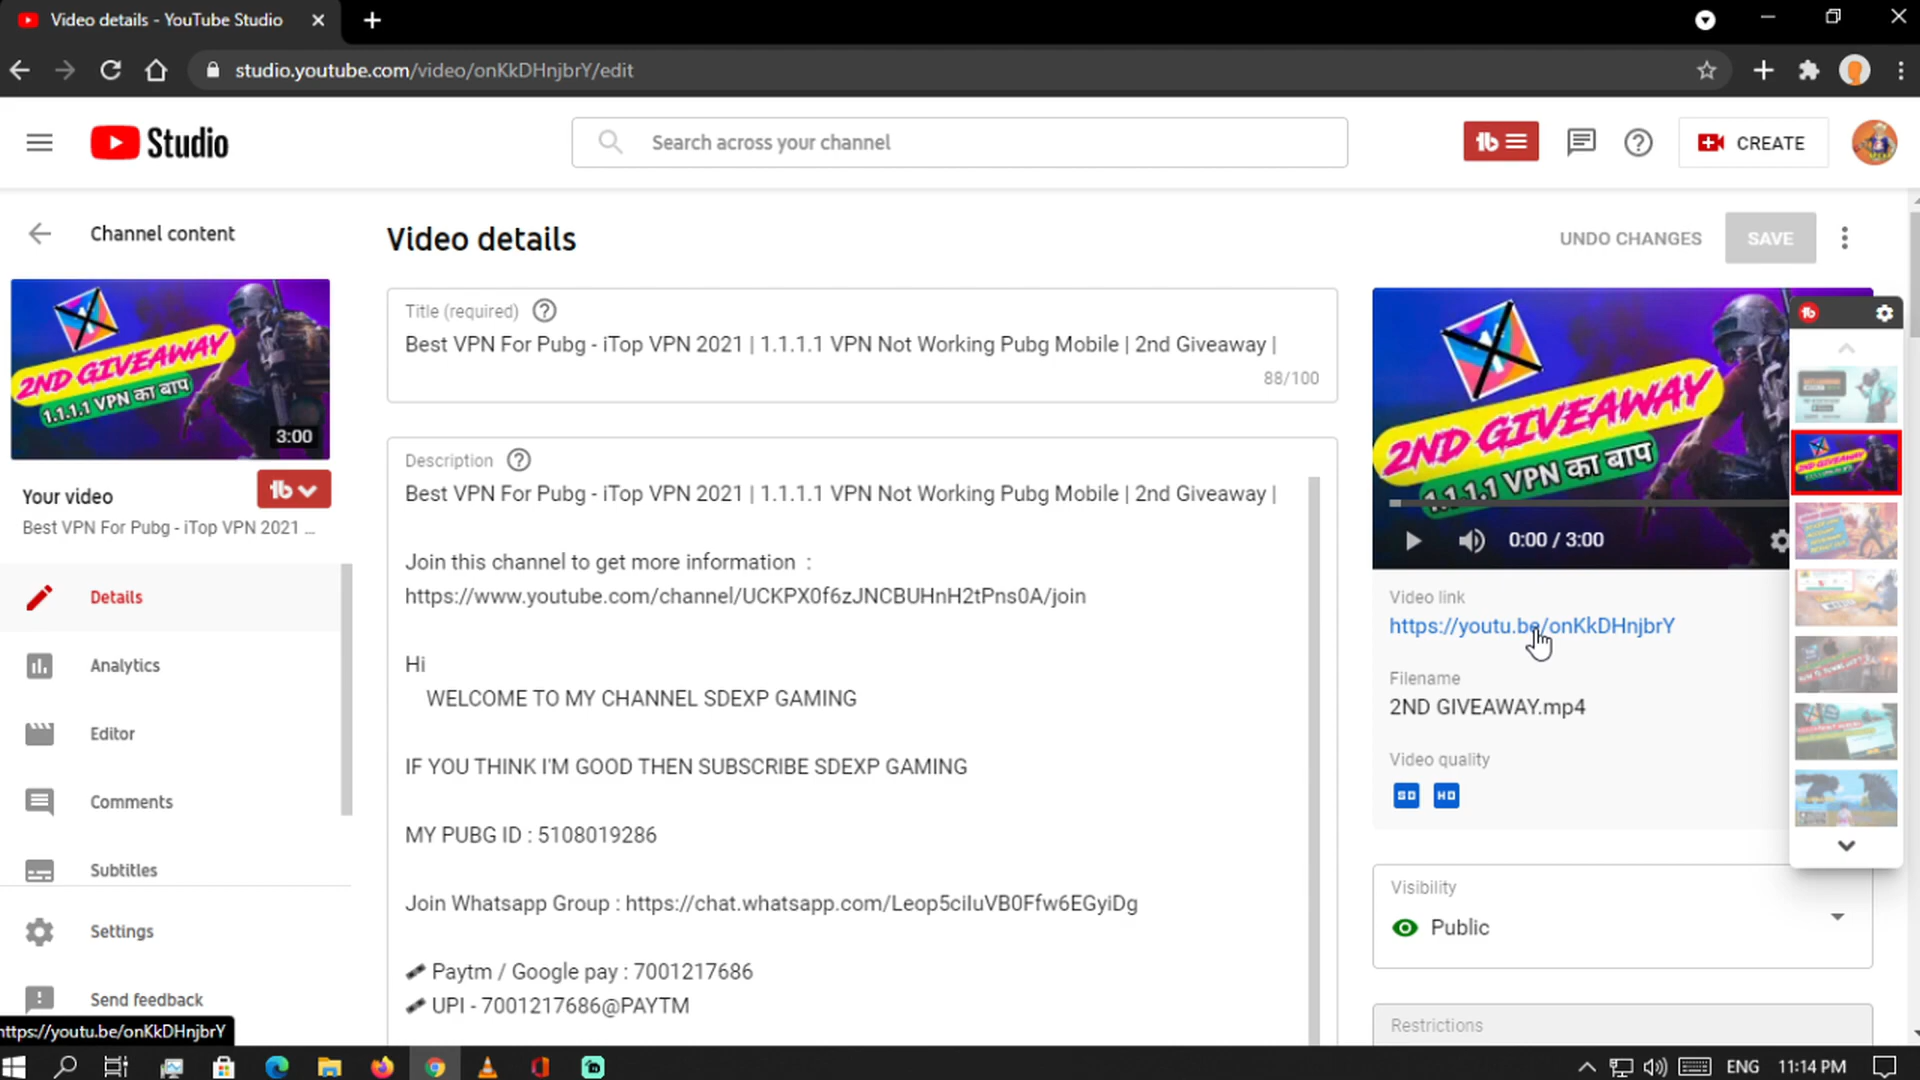 Video details - YouTube Studio
studio.youtube.com/video/onKkDHnjbrY/edit
Studio
Search across your channel
CREATE
Channel content
Video details
UNDO CHANGES
SAVE
2ND GIVEAWAY
1.1.1.1 VPN का बाप
3:00
Your video
Best VPN For Pubg - iTop VPN 2021 ...
Details
Analytics
Editor
Comments
Subtitles
Settings
Send feedback
https://youtu.be/onKkDHnjbrY
Title (required)
Best VPN For Pubg - iTop VPN 2021 | 1.1.1.1 VPN Not Working Pubg Mobile | 2nd Giveaway |
88/100
Description
Best VPN For Pubg - iTop VPN 2021 | 1.1.1.1 VPN Not Working Pubg Mobile | 2nd Giveaway |
Join this channel to get more information :
https://www.youtube.com/channel/UCKPX0f6zJNCBUHnH2tPns0A/join
Hi
WELCOME TO MY CHANNEL SDEXP GAMING
IF YOU THINK I'M GOOD THEN SUBSCRIBE SDEXP GAMING
MY PUBG ID : 5108019286
Join Whatsapp Group : https://chat.whatsapp.com/Leop5ciIuVB0Ffw6EGyiDg
Paytm / Google pay : 7001217686
UPI - 7001217686@PAYTM
2ND GIVEAWAY
1.1.1.1 VPN का बाप
0:00 / 3:00
Video link
https://youtu.be/onKkDHnjbrY
Filename
2ND GIVEAWAY.mp4
Video quality
SD HD
Visibility
Public
Restrictions
ENG 11:14 PM